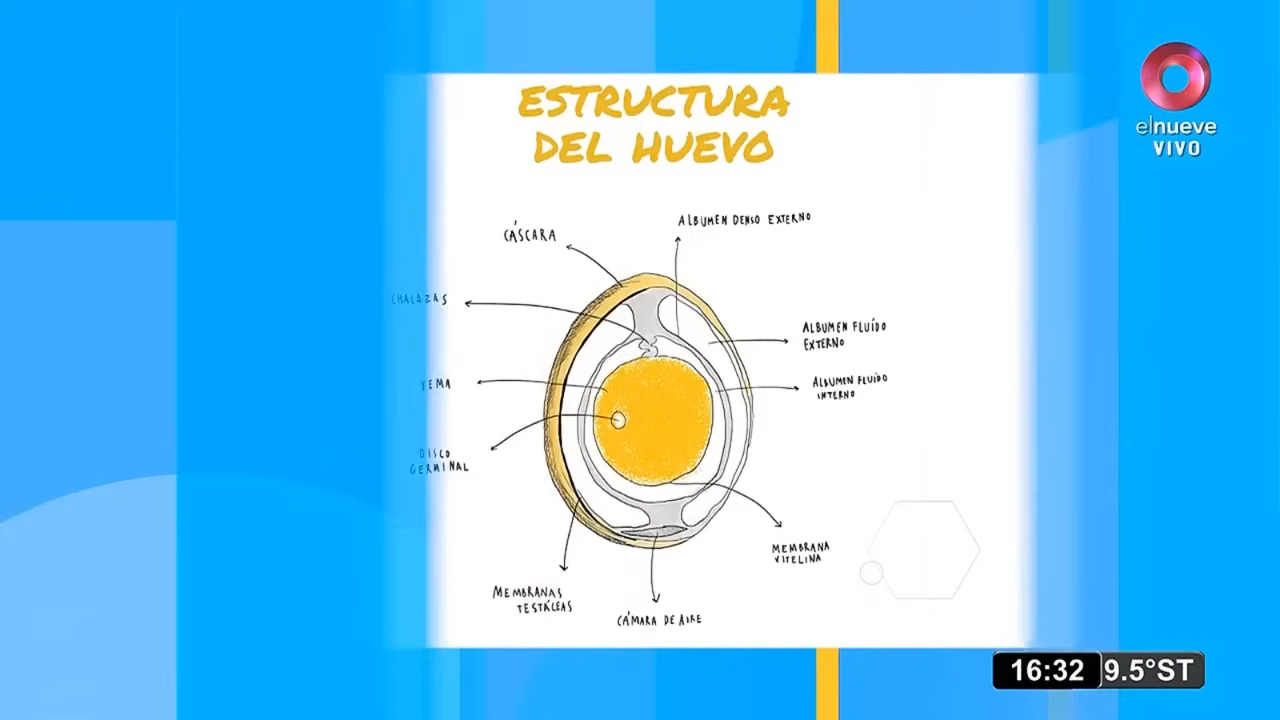 ESTRUCTURA
DEL HUEVO
elnueve
VIVO
CÁSCARA
ALBUMEN DENSO EXTERNO
CHALAZAS
ALBUMEN FLUÍDO
EXTERNO
YEMA
ALBUMEN FLUÍDO
INTERNO
DISCO
GERMINAL
MEMBRANA
VITELINA
MEMBRANAS
TESTÁCEAS
CÁMARA DE AIRE
16:32 9.5°ST